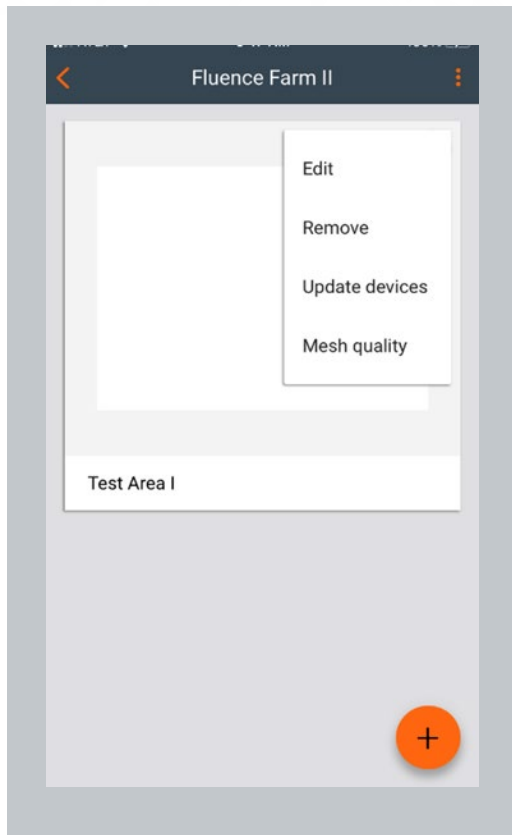 Fluence Farm II
Edit
Remove
Update devices
Mesh quality
Test Area I
+